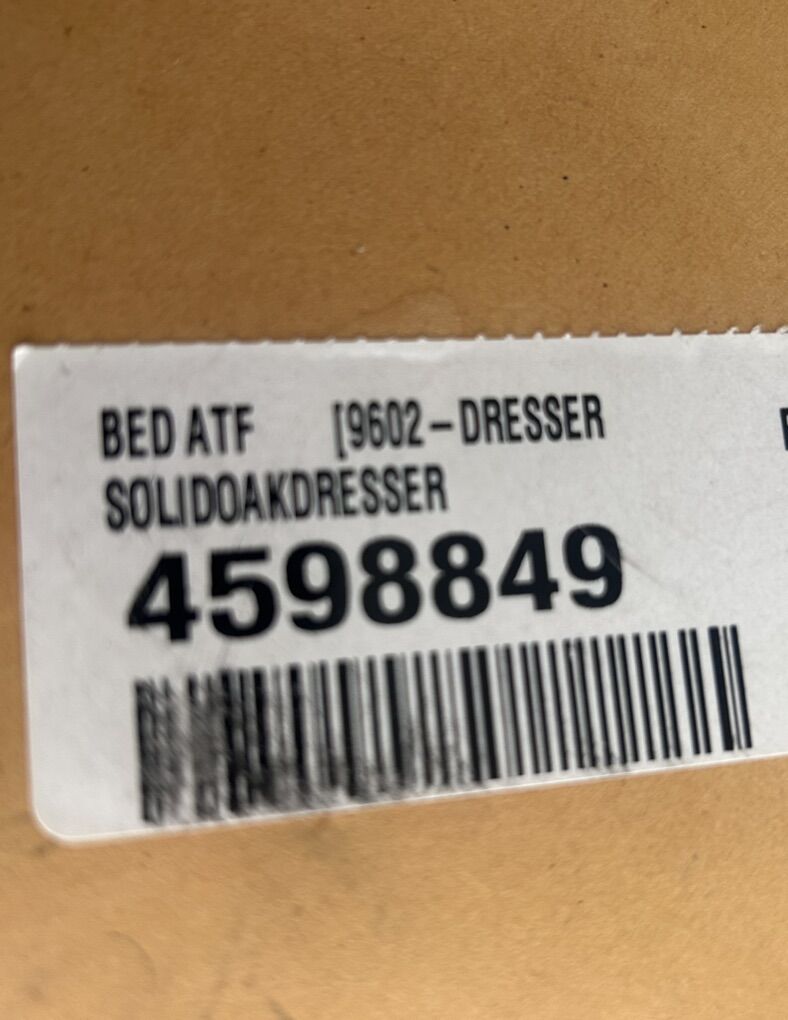 BED ATF [9602-DRESSER
SOLIDOAKDRESSER
4598849